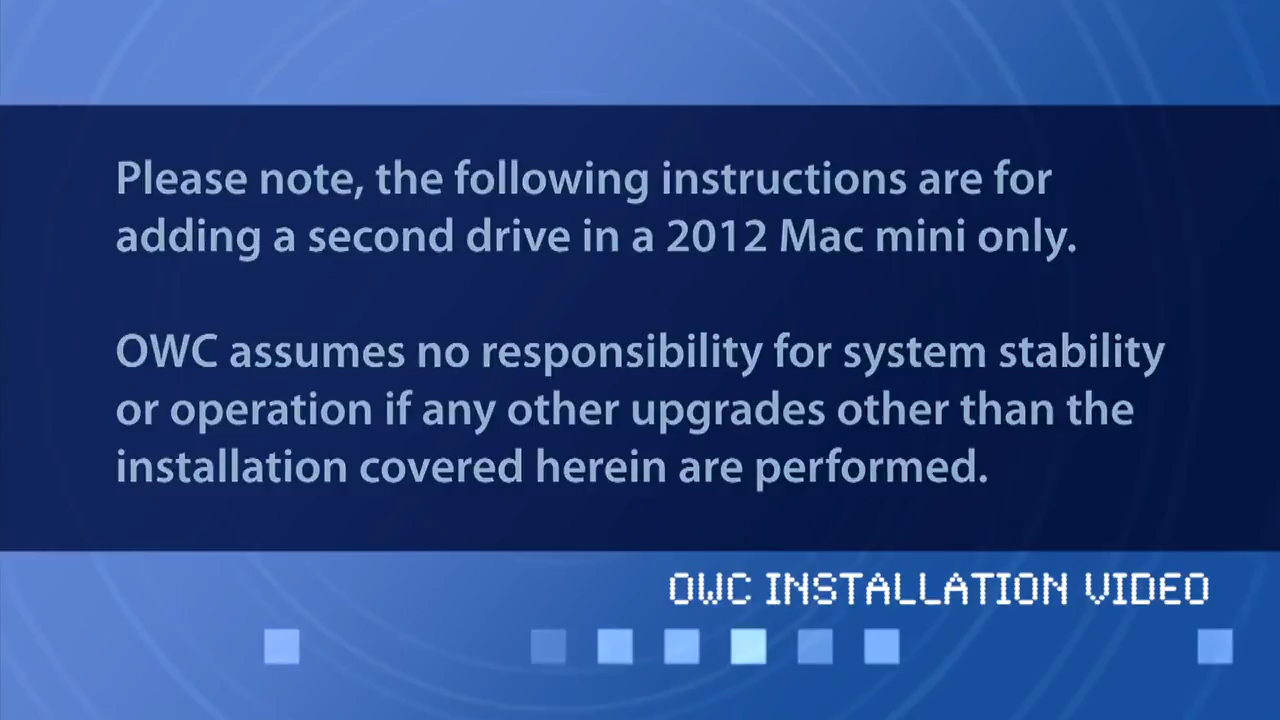 Please note, the following instructions are for
adding a second drive in a 2012 Mac mini only.
OWC assumes no responsibility for system stability
or operation if any other upgrades other than the
installation covered herein are performed.
OWC INSTALLATION VIDEO